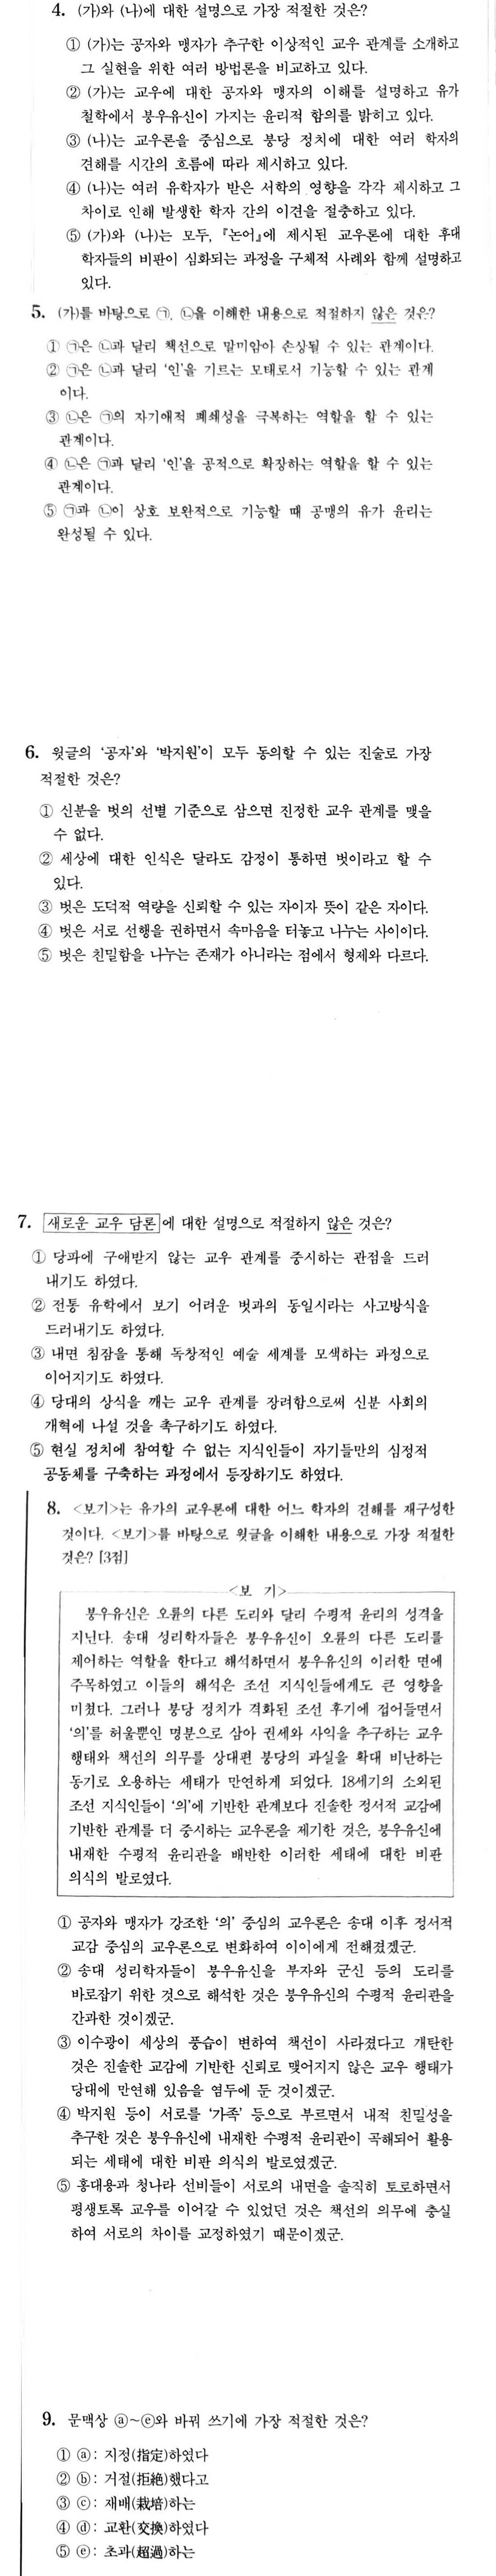 4. (가)와 (나)에 대한 설명으로 가장 적절한 것은?
① (가)는 공자와 맹자가 추구한 이상적인 교우 관계를 소개하고
그 실현을 위한 여러 방법론을 비교하고 있다.
② (가)는 교우에 대한 공자와 맹자의 이해를 설명하고 유가
철학에서 붕우유신이 가지는 윤리적 함의를 밝히고 있다.
③ (나)는 교우론을 중심으로 붕당 정치에 대한 여러 학자의
견해를 시간의 흐름에 따라 제시하고 있다.
④ (나)는 여러 유학자가 받은 서학의 영향을 각각 제시하고 그
차이로 인해 발생한 학자 간의 이견을 절충하고 있다.
⑤ (가)와 (나)는 모두, 『논어』에 제시된 교우론에 대한 후대
학자들의 비판이 심화되는 과정을 구체적 사례와 함께 설명하고
있다.
5. (가)를 바탕으로 ㉠, ㉡을 이해한 내용으로 적절하지 않은 것은?
① ㉠은 ㉡과 달리 책선으로 말미암아 손상될 수 있는 관계이다.
② ㉠은 ㉡과 달리 '인'을 기르는 모태로서 기능할 수 있는 관계
이다.
③ ㉡은 ㉠의 자기애적 폐쇄성을 극복하는 역할을 할 수 있는
관계이다.
④ ㉡은 ㉠과 달리 '인'을 공적으로 확장하는 역할을 할 수 있는
관계이다.
⑤ ㉠과 ㉡이 상호 보완적으로 기능할 때 공맹의 유가 윤리는
완성될 수 있다.
6. 윗글의 '공자'와 '박지원'이 모두 동의할 수 있는 진술로 가장
적절한 것은?
① 신분을 벗의 선별 기준으로 삼으면 진정한 교우 관계를 맺을
수 없다.
② 세상에 대한 인식은 달라도 감정이 통하면 벗이라고 할 수
있다.
③ 벗은 도덕적 역량을 신뢰할 수 있는 자이자 뜻이 같은 자이다.
④ 벗은 서로 선행을 권하면서 속마음을 터놓고 나누는 사이이다.
⑤ 벗은 친밀함을 나누는 존재가 아니라는 점에서 형제와 다르다.
7. 새로운 교우 담론에 대한 설명으로 적절하지 않은 것은?
① 당파에 구애받지 않는 교우 관계를 중시하는 관점을 드러
내기도 하였다.
② 전통 유학에서 보기 어려운 벗과의 동일시라는 사고방식을
드러내기도 하였다.
③ 내면 침잠을 통해 독창적인 예술 세계를 모색하는 과정으로
이어지기도 하였다.
④ 당대의 상식을 깨는 교우 관계를 장려함으로써 신분 사회의
개혁에 나설 것을 촉구하기도 하였다.
⑤ 현실 정치에 참여할 수 없는 지식인들이 자기들만의 심정적
공동체를 구축하는 과정에서 등장하기도 하였다.
8. <보기>는 유가의 교우론에 대한 어느 학자의 견해를 재구성한
것이다. <보기>를 바탕으로 윗글을 이해한 내용으로 가장 적절한
것은? [3점]
<보 기>
붕우유신은 오륜의 다른 도리와 달리 수평적 윤리의 성격을
지닌다. 송대 성리학자들은 붕우유신이 오륜의 다른 도리를
제어하는 역할을 한다고 해석하면서 붕우유신의 이러한 면에
주목하였고 이들의 해석은 조선 지식인들에게도 큰 영향을
미쳤다. 그러나 붕당 정치가 격화된 조선 후기에 접어들면서
'의'를 허울뿐인 명분으로 삼아 권세와 사익을 추구하는 교우
행태와 책선의 의무를 상대편 붕당의 과실을 확대 비난하는
동기로 오용하는 세태가 만연하게 되었다. 18세기의 소외된
조선 지식인들이 '의'에 기반한 관계보다 진솔한 정서적 교감에
기반한 관계를 더 중시하는 교우론을 제기한 것은, 붕우유신에
내재한 수평적 윤리관을 배반한 이러한 세태에 대한 비판
의식의 발로였다.
① 공자와 맹자가 강조한 '의' 중심의 교우론은 송대 이후 정서적
교감 중심의 교우론으로 변화하여 이이에게 전해졌겠군.
② 송대 성리학자들이 붕우유신을 부자와 군신 등의 도리를
바로잡기 위한 것으로 해석한 것은 붕우유신의 수평적 윤리관을
간과한 것이겠군.
③ 이수광이 세상의 풍습이 변하여 책선이 사라졌다고 개탄한
것은 진솔한 교감에 기반한 신뢰로 맺어지지 않은 교우 행태가
당대에 만연해 있음을 염두에 둔 것이겠군.
④ 박지원 등이 서로를 '가족' 등으로 부르면서 내적 친밀성을
추구한 것은 붕우유신에 내재한 수평적 윤리관이 곡해되어 활용
되는 세태에 대한 비판 의식의 발로였겠군.
⑤ 홍대용과 청나라 선비들이 서로의 내면을 솔직히 토로하면서
평생토록 교우를 이어갈 수 있었던 것은 책선의 의무에 충실
하여 서로의 차이를 교정하였기 때문이겠군.
9. 문맥상 ⓐ~ⓔ와 바꿔 쓰기에 가장 적절한 것은?
① ⓐ: 지정(指定)하였다
② ⓑ: 거절(拒絶)했다고
③ ⓒ: 재배(栽培)하는
④ ⓓ: 교환(交換)하였다
⑤ ⓔ: 초과(超過)하는